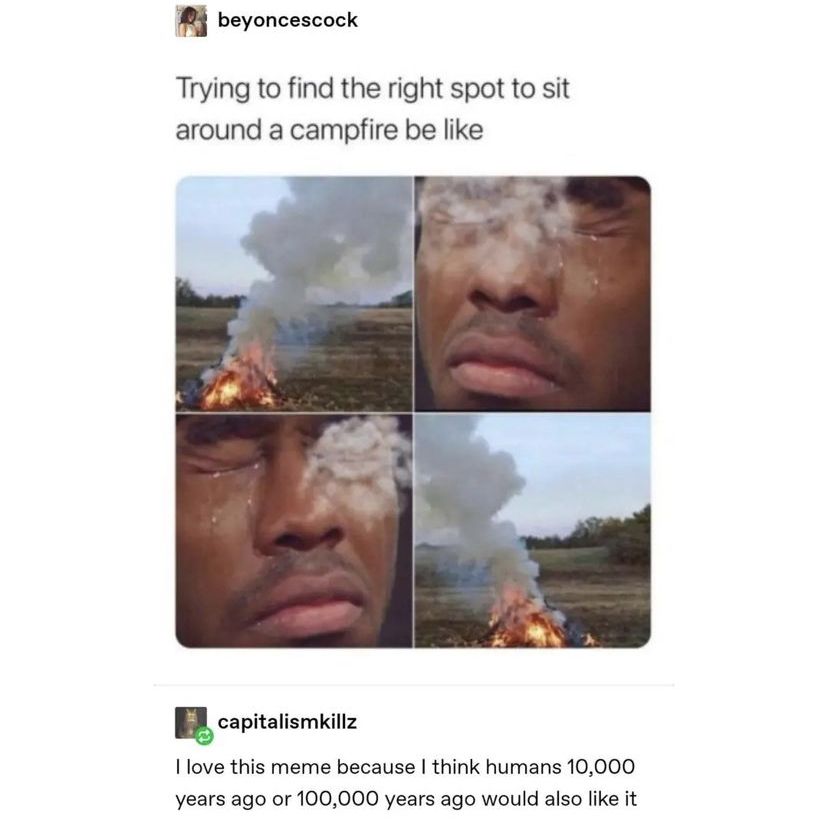 beyoncescock
Trying to find the right spot to sit
around a campfire be like
capitalismkillz
I love this meme because I think humans 10,000
years ago or 100,000 years ago would also like it